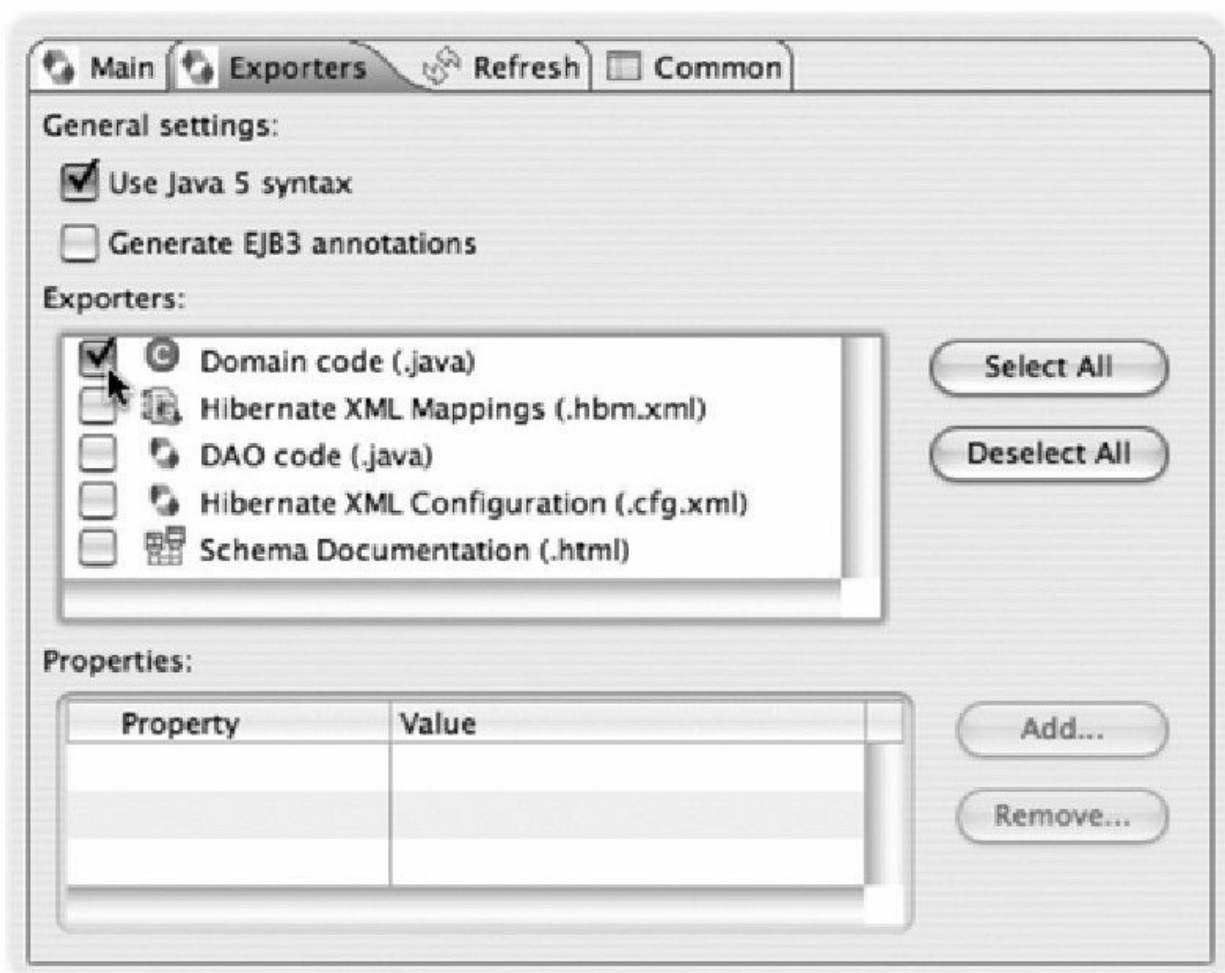 Main Exporters Refresh Common
General settings:
Use Java 5 syntax
Generate EJB3 annotations
Exporters:
Domain code (.java)
Hibernate XML Mappings (.hbm.xml)
DAO code (.java)
Hibernate XML Configuration (.cfg.xml)
Schema Documentation (.html)
Select All
Deselect All
Properties:
Property Value
Add...
Remove...